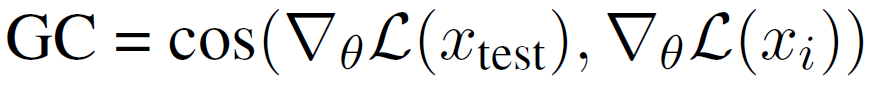 GC = cos(∇θℒ(xtest), ∇θℒ(xi))